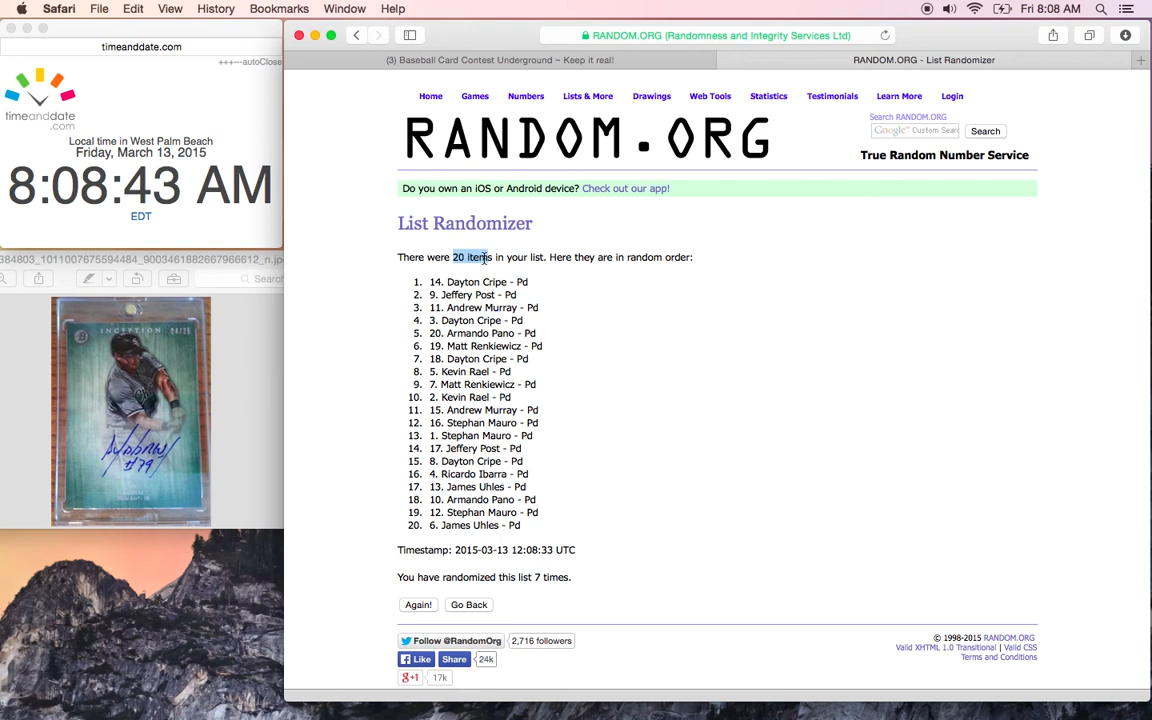 Safari File Edit View History Bookmarks Window Help Fri 8:08 AM
timeanddate.com
+++---autoClose
timeanddate
.com
Local time in West Palm Beach
Friday, March 13, 2015
8:08:43 AM
EDT
384803_1011007645719384489_9003461882667966612_n.jp
Search
INCEPTION
#79
RANDOM.ORG (Randomness and Integrity Services Ltd)
(3) Baseball Card Contest Underground ~ Keep it real! RANDOM.ORG - List Randomizer
Home Games Numbers Lists & More Drawings Web Tools Statistics Testimonials Learn More Login
RANDOM.ORG
Search RANDOM.ORG
Google™ Custom Searc Search
True Random Number Service
Do you own an iOS or Android device? Check out our app!
List Randomizer
There were 20 items in your list. Here they are in random order:
1. 14. Dayton Cripe - Pd
2. 9. Jeffery Post - Pd
3. 11. Andrew Murray - Pd
4. 3. Dayton Cripe - Pd
5. 20. Armando Pano - Pd
6. 19. Matt Renkiewicz - Pd
7. 18. Dayton Cripe - Pd
8. 5. Kevin Rael - Pd
9. 7. Matt Renkiewicz - Pd
10. 2. Kevin Rael - Pd
11. 15. Andrew Murray - Pd
12. 16. Stephan Mauro - Pd
13. 1. Stephan Mauro - Pd
14. 17. Jeffery Post - Pd
15. 8. Dayton Cripe - Pd
16. 4. Ricardo Ibarra - Pd
17. 13. James Uhles - Pd
18. 10. Armando Pano - Pd
19. 12. Stephan Mauro - Pd
20. 6. James Uhles - Pd
Timestamp: 2015-03-13 12:08:33 UTC
You have randomized this list 7 times.
Again! Go Back
Follow @RandomOrg 2,716 followers
Like Share 24k
g+1 17k
© 1998-2015 RANDOM.ORG
Valid XHTML 1.0 Transitional | Valid CSS
Terms and Conditions